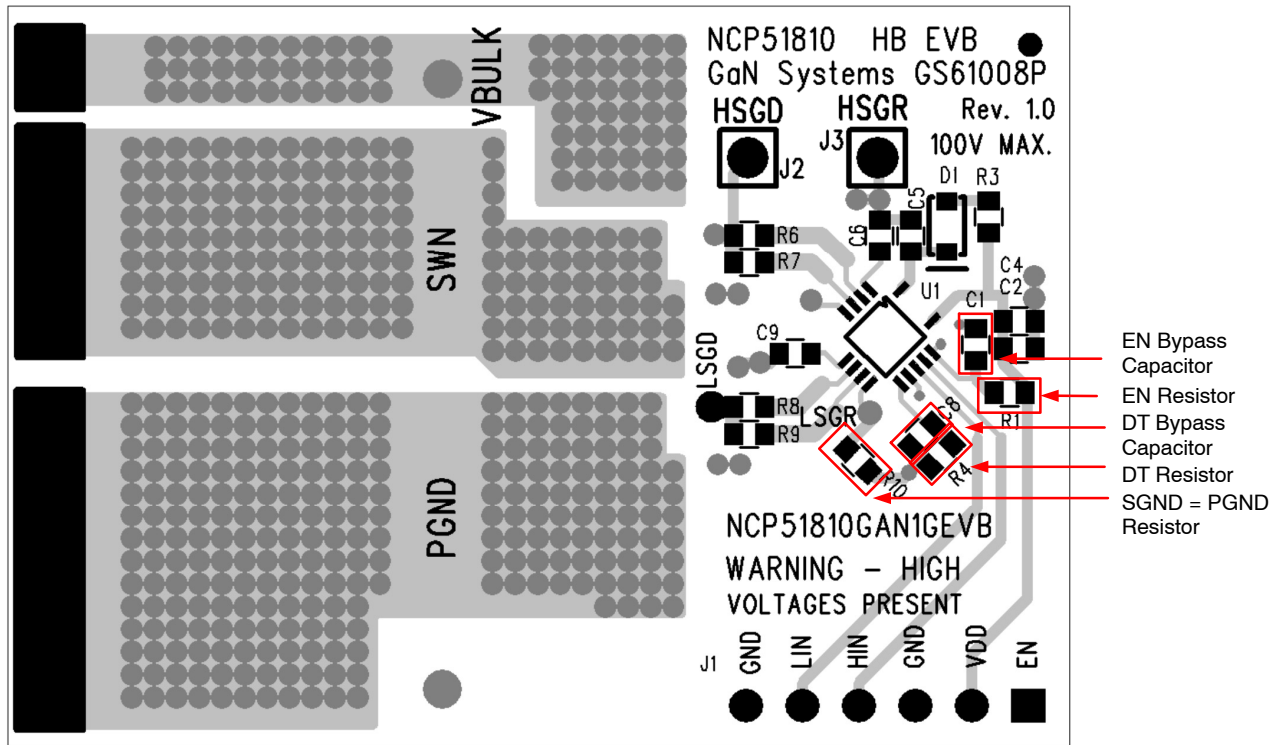 NCP51810 HB EVB
GaN Systems GS61008P
HSGD
HSGR
Rev. 1.0
100V MAX.
J2
J3
D1
R3
C5
C6
R6
R7
VBULK
SWN
PGND
U1
C4
C2
C1
C9
LSGD
R8
R9
LSGR
C8
R1
R4
R10
EN Bypass
Capacitor
EN Resistor
DT Bypass
Capacitor
DT Resistor
SGND = PGND
Resistor
NCP51810GAN1GEVB
WARNING - HIGH
VOLTAGES PRESENT
J1
GND
LIN
HIN
GND
VDD
EN